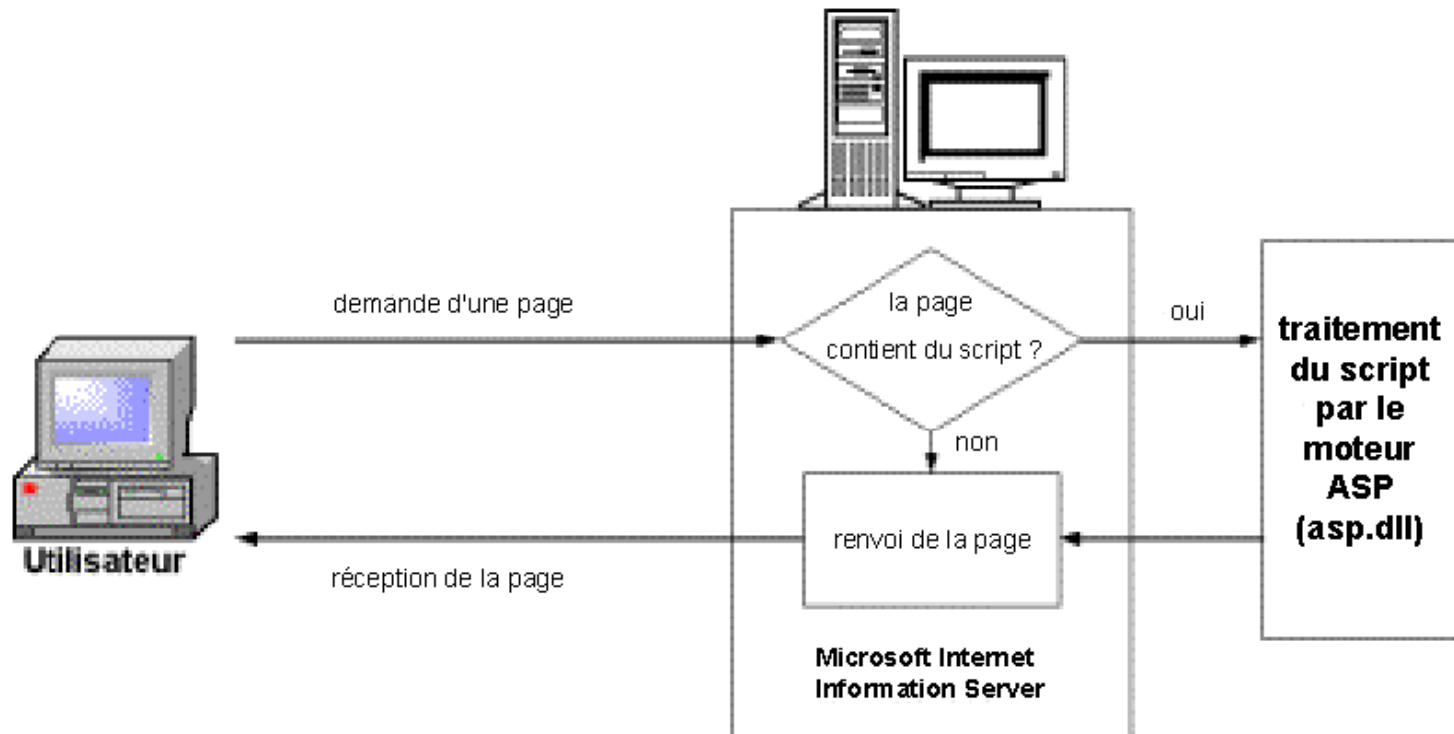 demande d'une page
la page
contient du script ?
oui
non
traitement
du script
par le
moteur
ASP
(asp.dll)
renvoi de la page
réception de la page
Utilisateur
Microsoft Internet
Information Server